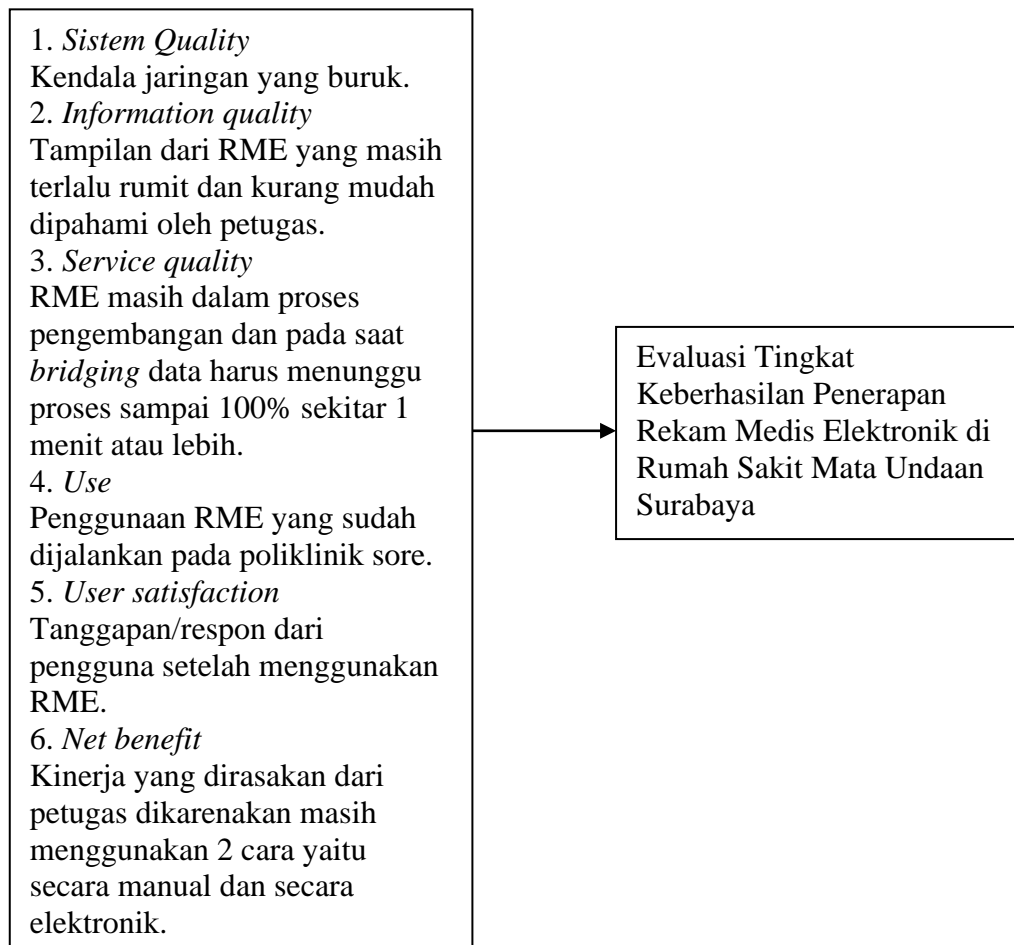 1. Sistem Quality
Kendala jaringan yang buruk.
2. Information quality
Tampilan dari RME yang masih
terlalu rumit dan kurang mudah
dipahami oleh petugas.
3. Service quality
RME masih dalam proses
pengembangan dan pada saat
bridging data harus menunggu
proses sampai 100% sekitar 1
menit atau lebih.
4. Use
Penggunaan RME yang sudah
dijalankan pada poliklinik sore.
5. User satisfaction
Tanggapan/respon dari
pengguna setelah menggunakan
RME.
6. Net benefit
Kinerja yang dirasakan dari
petugas dikarenakan masih
menggunakan 2 cara yaitu
secara manual dan secara
elektronik.
Evaluasi Tingkat
Keberhasilan Penerapan
Rekam Medis Elektronik di
Rumah Sakit Mata Undaan
Surabaya